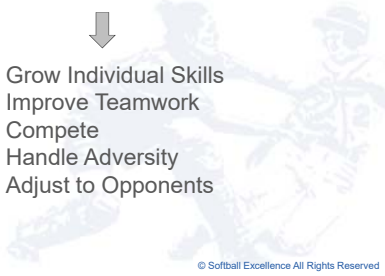 Grow Individual Skills
Improve Teamwork
Compete
Handle Adversity
Adjust to Opponents
© Softball Excellence All Rights Reserved